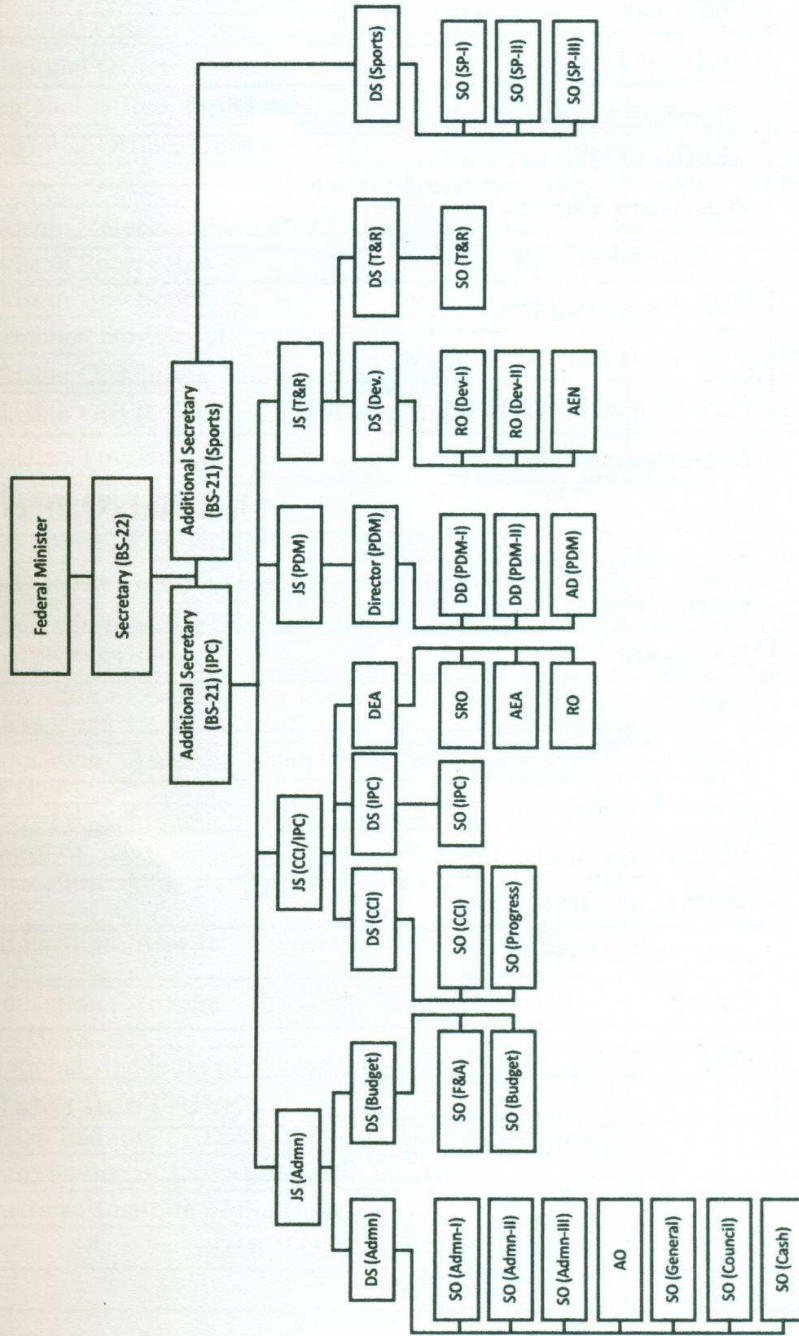 Federal Minister
Secretary (BS-22)
Additional Secretary
(BS-21) (IPC)
Additional Secretary
(BS-21) (Sports)
JS (Admn)
JS (CCI/IPC)
JS (PDM)
JS (T&R)
DS (Admn)
DS (Budget)
DS (CCI)
DS (IPC)
DEA
Director (PDM)
DS (Dev.)
DS (T&R)
DS (Sports)
SO (Admn-I)
SO (Admn-II)
SO (Admn-III)
AO
SO (General)
SO (Council)
SO (Cash)
SO (F&A)
SO (Budget)
SO (CCI)
SO (Progress)
SO (IPC)
SRO
AEA
RO
DD (PDM-I)
DD (PDM-II)
AD (PDM)
RO (Dev-I)
RO (Dev-II)
AEN
SO (T&R)
SO (SP-I)
SO (SP-II)
SO (SP-III)